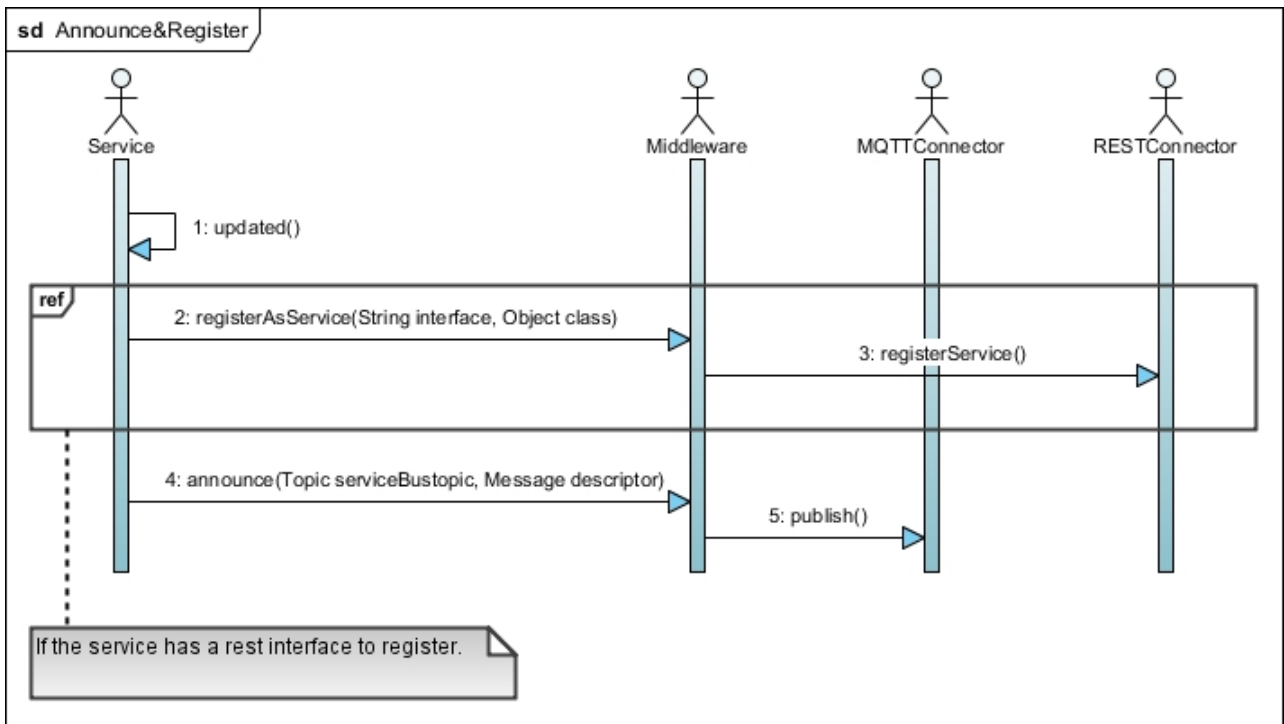 sd Announce&Register
Service
Middleware
MQTTConnector
RESTConnector
1: updated()
ref
2: registerAsService(String interface, Object class)
3: registerService()
4: announce(Topic serviceBustopic, Message descriptor)
5: publish()
If the service has a rest interface to register.